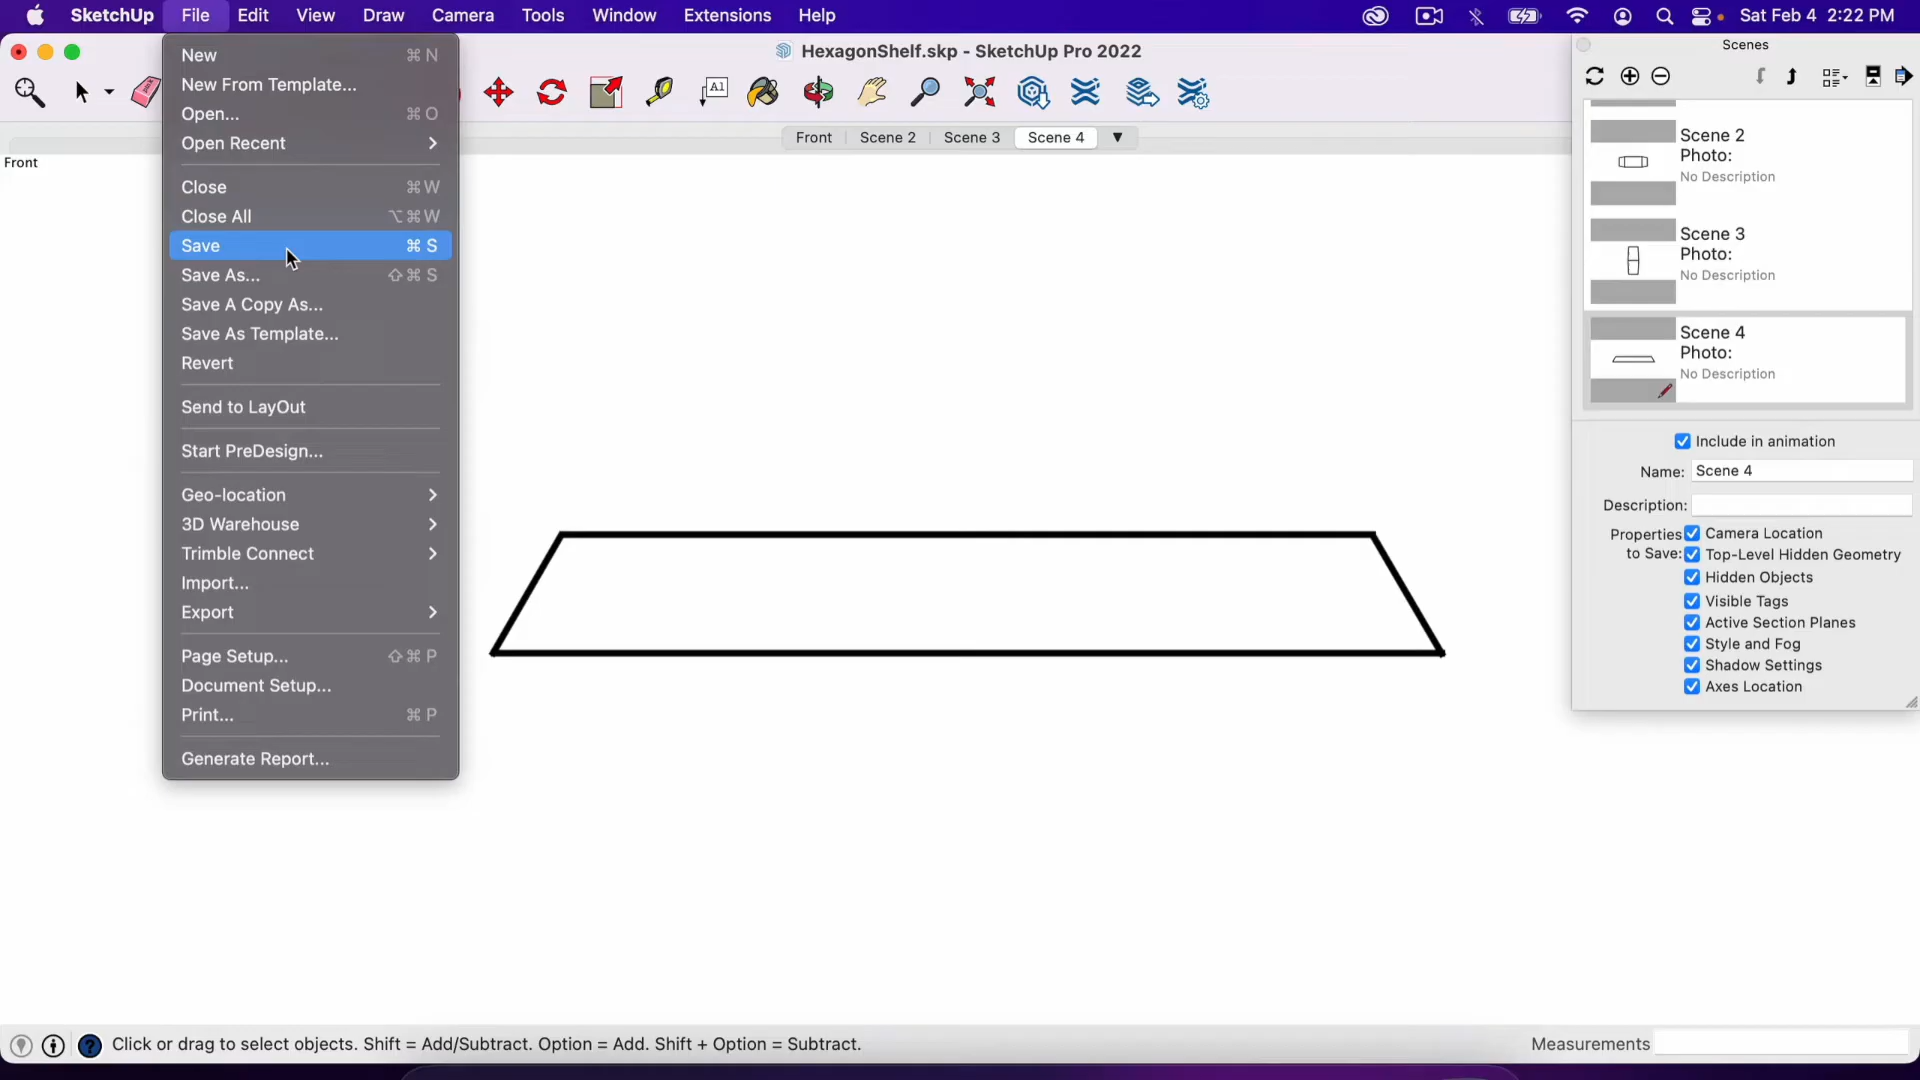 SketchUp File Edit View Draw Camera Tools Window Extensions Help Sat Feb 4 2:22 PM
HexagonShelf.skp - SketchUp Pro 2022
A1
Front Scene 2 Scene 3 Scene 4
Front
New ⌘ N
New From Template...
Open... ⌘ O
Open Recent
Close ⌘ W
Close All ⌥ ⌘ W
Save ⌘ S
Save As... ⇧ ⌘ S
Save A Copy As...
Save As Template...
Revert
Send to LayOut
Start PreDesign...
Geo-location
3D Warehouse
Trimble Connect
Import...
Export
Page Setup... ⇧ ⌘ P
Document Setup...
Print... ⌘ P
Generate Report...
Scenes
Scene 2
Photo:
No Description
Scene 3
Photo:
No Description
Scene 4
Photo:
No Description
Include in animation
Name: Scene 4
Description:
Properties to Save:
Camera Location
Top-Level Hidden Geometry
Hidden Objects
Visible Tags
Active Section Planes
Style and Fog
Shadow Settings
Axes Location
Click or drag to select objects. Shift = Add/Subtract. Option = Add. Shift + Option = Subtract.
Measurements